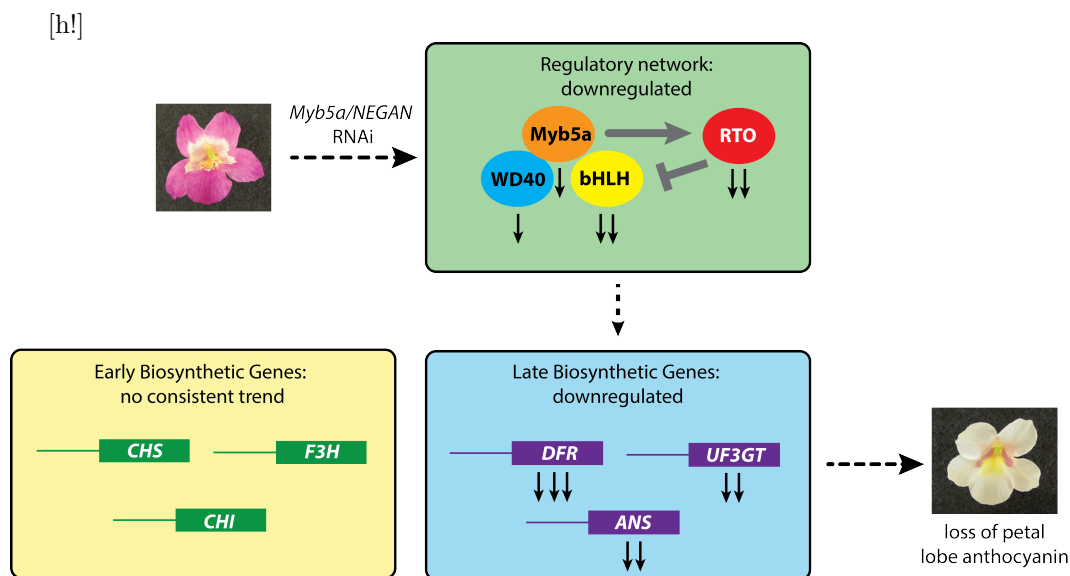 [h!]
Myb5a/NEGAN
RNAi
Regulatory network:
downregulated
Myb5a
RTO
WD40
bHLH
Early Biosynthetic Genes:
no consistent trend
CHS
F3H
CHI
Late Biosynthetic Genes:
downregulated
DFR
UF3GT
ANS
loss of petal
lobe anthocyanin